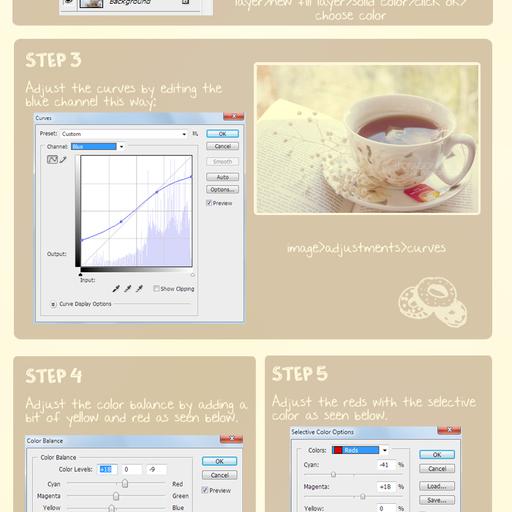 Background
layer/new fill layer/solid color/click ok/
choose color
STEP 3
Adjust the curves by editing the
blue channel this way:
Curves
Preset: Custom
OK
Channel: Blue
Cancel
Smooth
Auto
Options...
Preview
Output:
Input:
Show Clipping
Curve Display Options
image>adjustments>curves
STEP 4
Adjust the color balance by adding a
bit of yellow and red as seen below.
Color Balance
Color Balance
OK
Color Levels: +18 0 -9
Cancel
Cyan Red
Preview
Magenta Green
Yellow Blue
STEP 5
Adjust the reds with the selective
color as seen below.
Selective Color Options
Colors: Reds
OK
Cyan: -41 %
Cancel
Magenta: +18 %
Load...
Save...
Yellow: 0 %